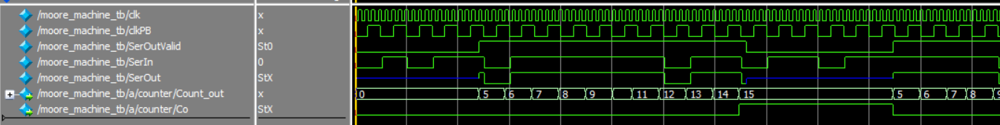 /moore_machine_tb/clk x
/moore_machine_tb/clkPB x
/moore_machine_tb/SerOutValid St0
/moore_machine_tb/SerIn 0
/moore_machine_tb/SerOut StX
/moore_machine_tb/a/counter/Count_out x 0 5 6 7 8 9 11 12 13 14 15 5 6 7 8 9
/moore_machine_tb/a/counter/Co StX